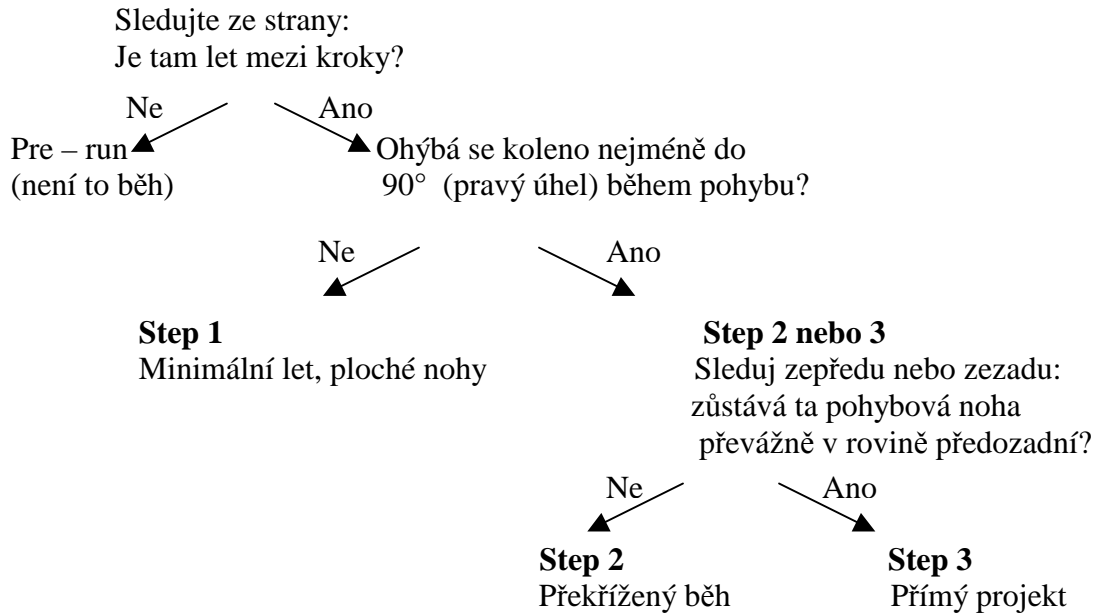 Sledujte ze strany:
Je tam let mezi kroky?
Ne Ano
Pre – run Ohýbá se koleno nejméně do
(není to běh) 90° (pravý úhel) během pohybu?
Ne Ano
Step 1 Step 2 nebo 3
Minimální let, ploché nohy Sleduj zepředu nebo zezadu:
zůstává ta pohybová noha
převážně v rovině předozadní?
Ne Ano
Step 2 Step 3
Překřížený běh Přímý projekt